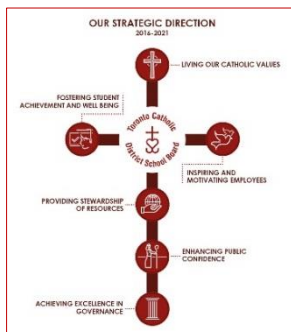 OUR STRATEGIC DIRECTION
2016-2021
LIVING OUR CATHOLIC VALUES
FOSTERING STUDENT
ACHIEVEMENT AND WELL BEING
Toronto Catholic
District School Board
INSPIRING AND
MOTIVATING EMPLOYEES
PROVIDING STEWARDSHIP
OF RESOURCES
ENHANCING PUBLIC
CONFIDENCE
ACHIEVING EXCELLENCE IN
GOVERNANCE